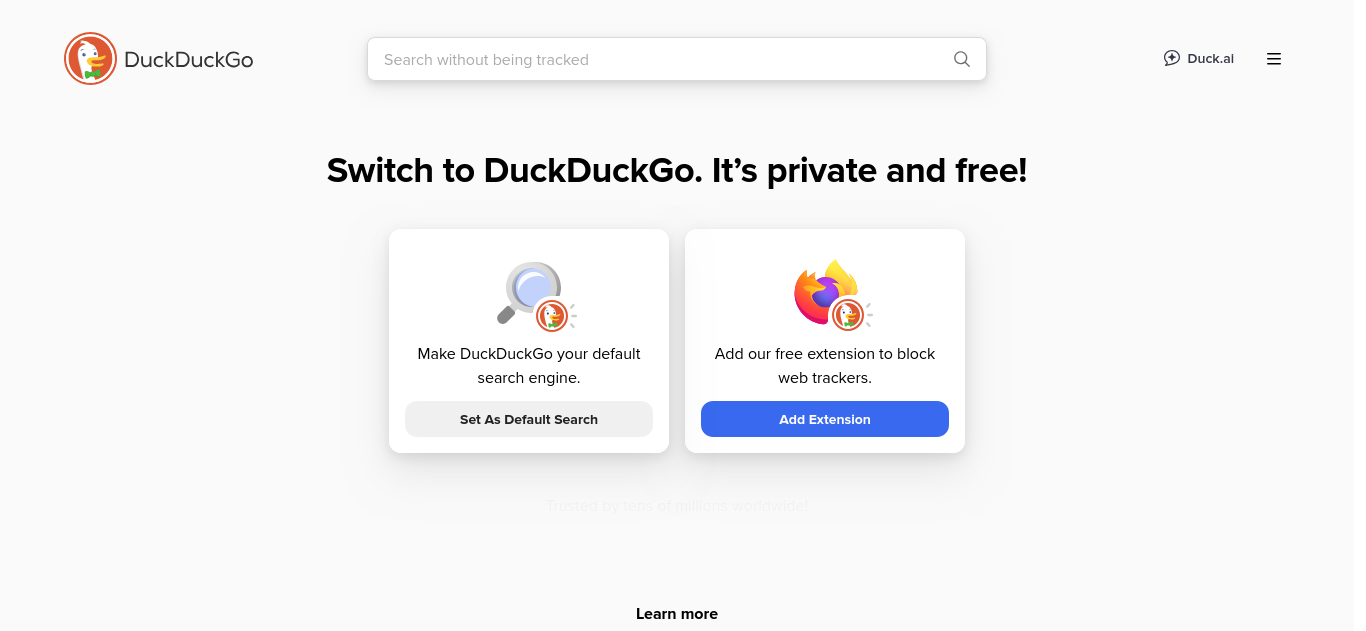 DuckDuckGo
Search without being tracked
Duck.ai
Switch to DuckDuckGo. It’s private and free!
Make DuckDuckGo your default
search engine.
Set As Default Search
Add our free extension to block
web trackers.
Add Extension
Trusted by tens of millions worldwide!
Learn more